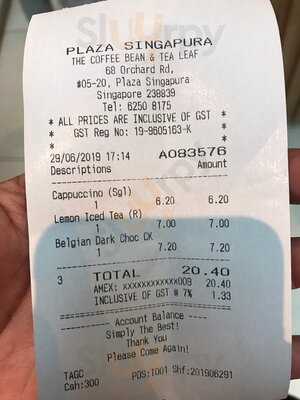 Sluurpy
PLAZA SINGAPURA
THE COFFEE BEAN & TEA LEAF
68 Orchard Rd,
#05-20, Plaza Singapura
Singapore 238839
Tel: 6250 8175
* ALL PRICES ARE INCLUSIVE OF GST *
* GST Reg No: 19-9605163-K *
*
29/06/2019 17:14 A083576
Descriptions Amount
Cappuccino (Sgl)
1 6.20 6.20
Lemon Iced Tea (R)
1 7.00 7.00
Belgian Dark Choc CK
1 7.20 7.20
3 TOTAL 20.40
AMEX: xxxxxxxxxxxx008 20.40
INCLUSIVE OF GST @ 7% 1.33
Account Balance
Simply The Best!
Thank You
Please Come Again!
TAGC
Csh:300 POS:T001 Shf:201906291